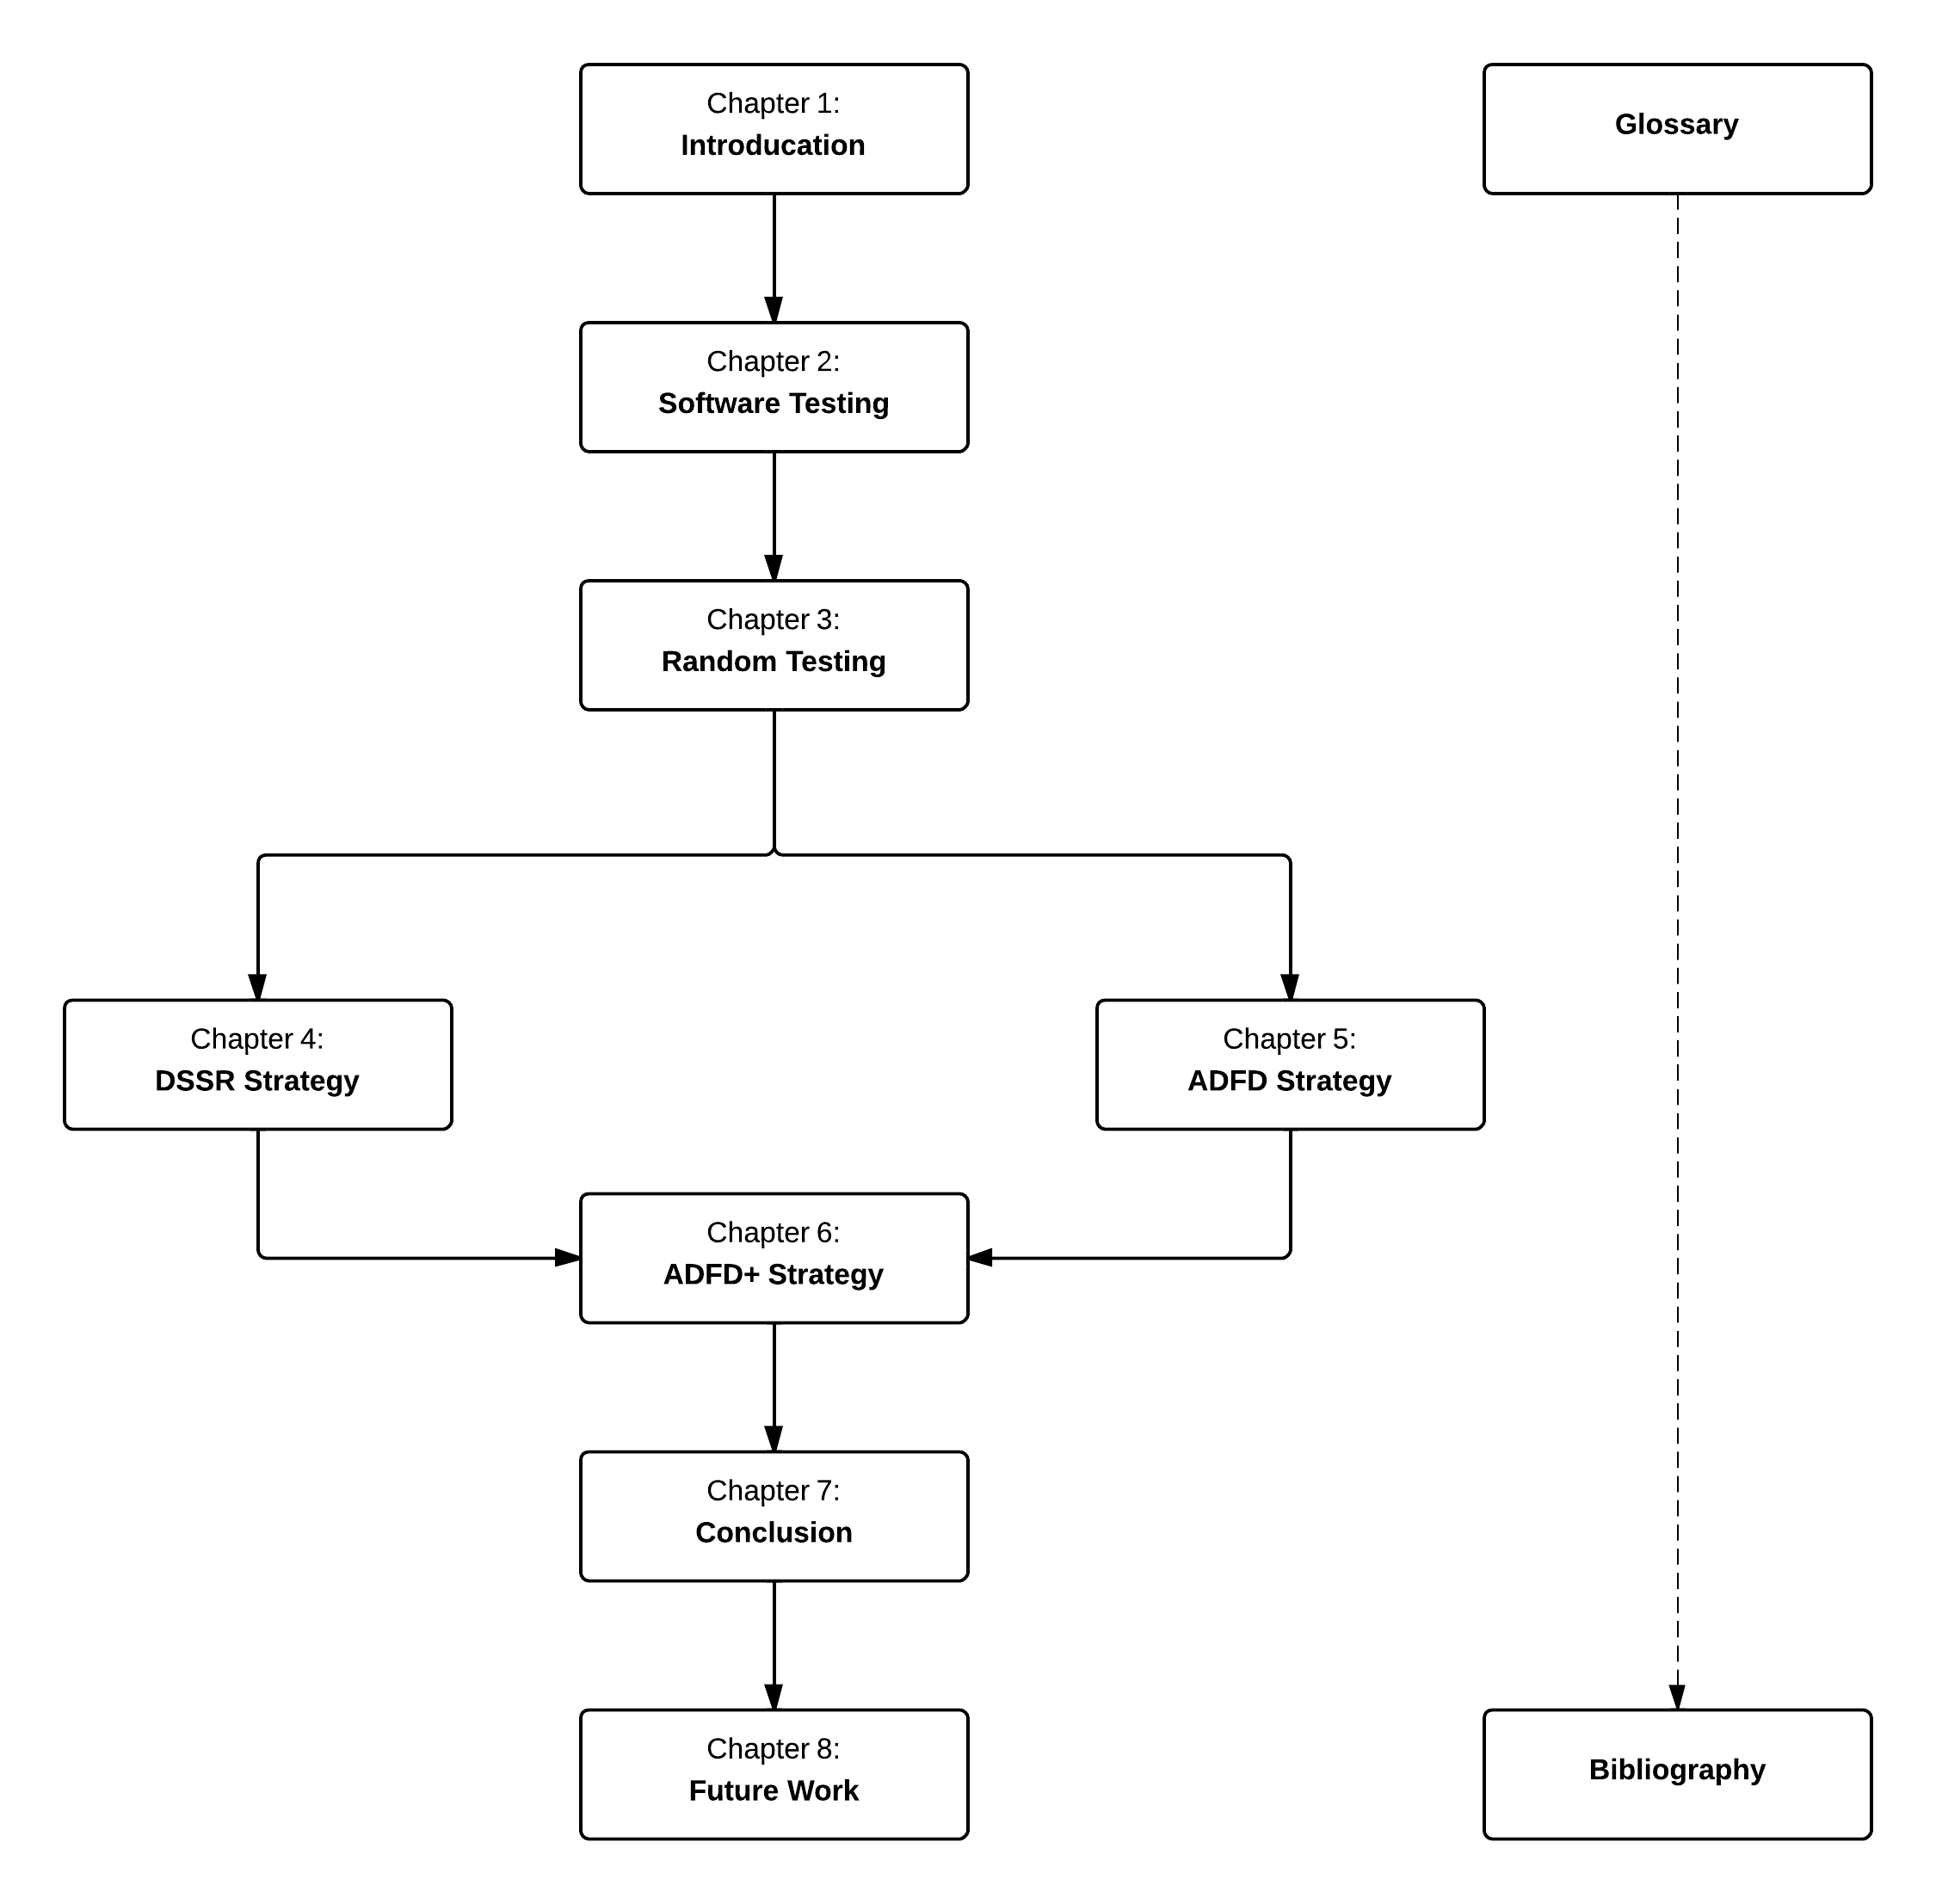 Chapter 1:
Introducation
Glossary
Chapter 2:
Software Testing
Chapter 3:
Random Testing
Chapter 4:
DSSR Strategy
Chapter 5:
ADFD Strategy
Chapter 6:
ADFD+ Strategy
Chapter 7:
Conclusion
Chapter 8:
Future Work
Bibliography